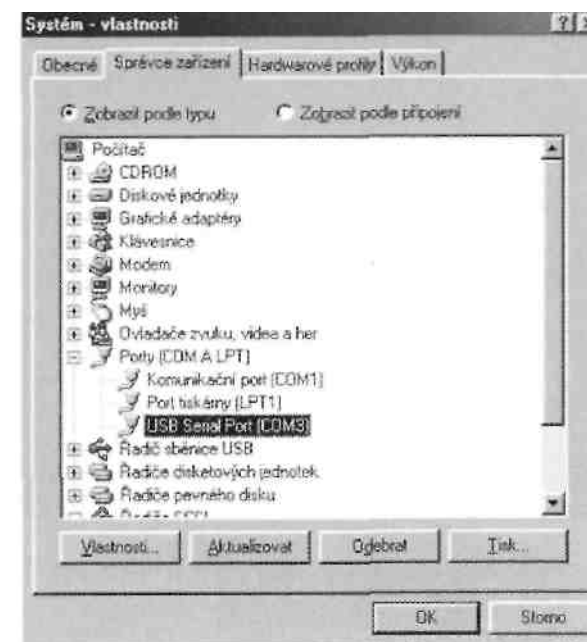 Systém - vlastnosti
Obecné Správce zařízení Hardwarové profily Výkon
Zobrazit podle typu Zobrazit podle připojení
Počítač
CDROM
Diskové jednotky
Grafické adaptéry
Klávesnice
Modem
Monitory
Myš
Ovladače zvuku, videa a her
Porty (COM A LPT)
Komunikační port (COM1)
Port tiskárny (LPT1)
USB Serial Port (COM3)
Řadič sběrnice USB
Řadiče disketových jednotek
Řadiče pevného disku
Vlastnosti... Aktualizovat Odebrat Tisk...
OK Storno